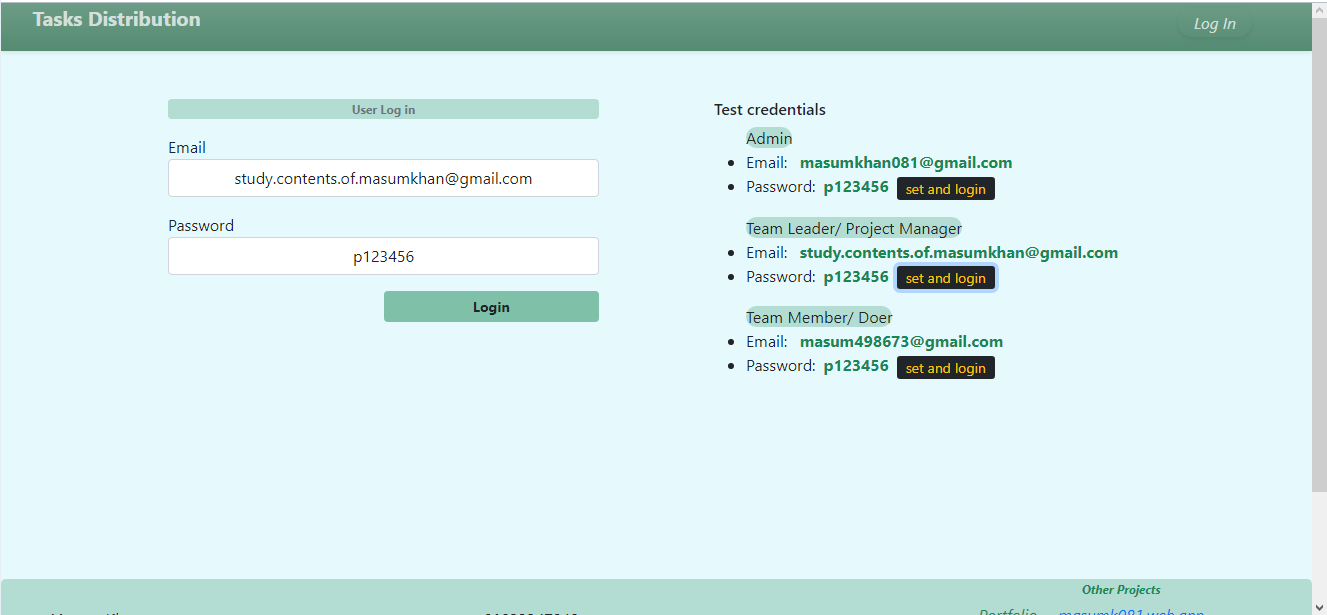 Tasks Distribution
Log In
User Log in
Email
study.contents.of.masumkhan@gmail.com
Password
p123456
Login
Test credentials
Admin
Email: masumkhan081@gmail.com
Password: p123456 set and login
Team Leader/ Project Manager
Email: study.contents.of.masumkhan@gmail.com
Password: p123456 set and login
Team Member/ Doer
Email: masum498673@gmail.com
Password: p123456 set and login
Other Projects
Portfolio masumk081.web.app